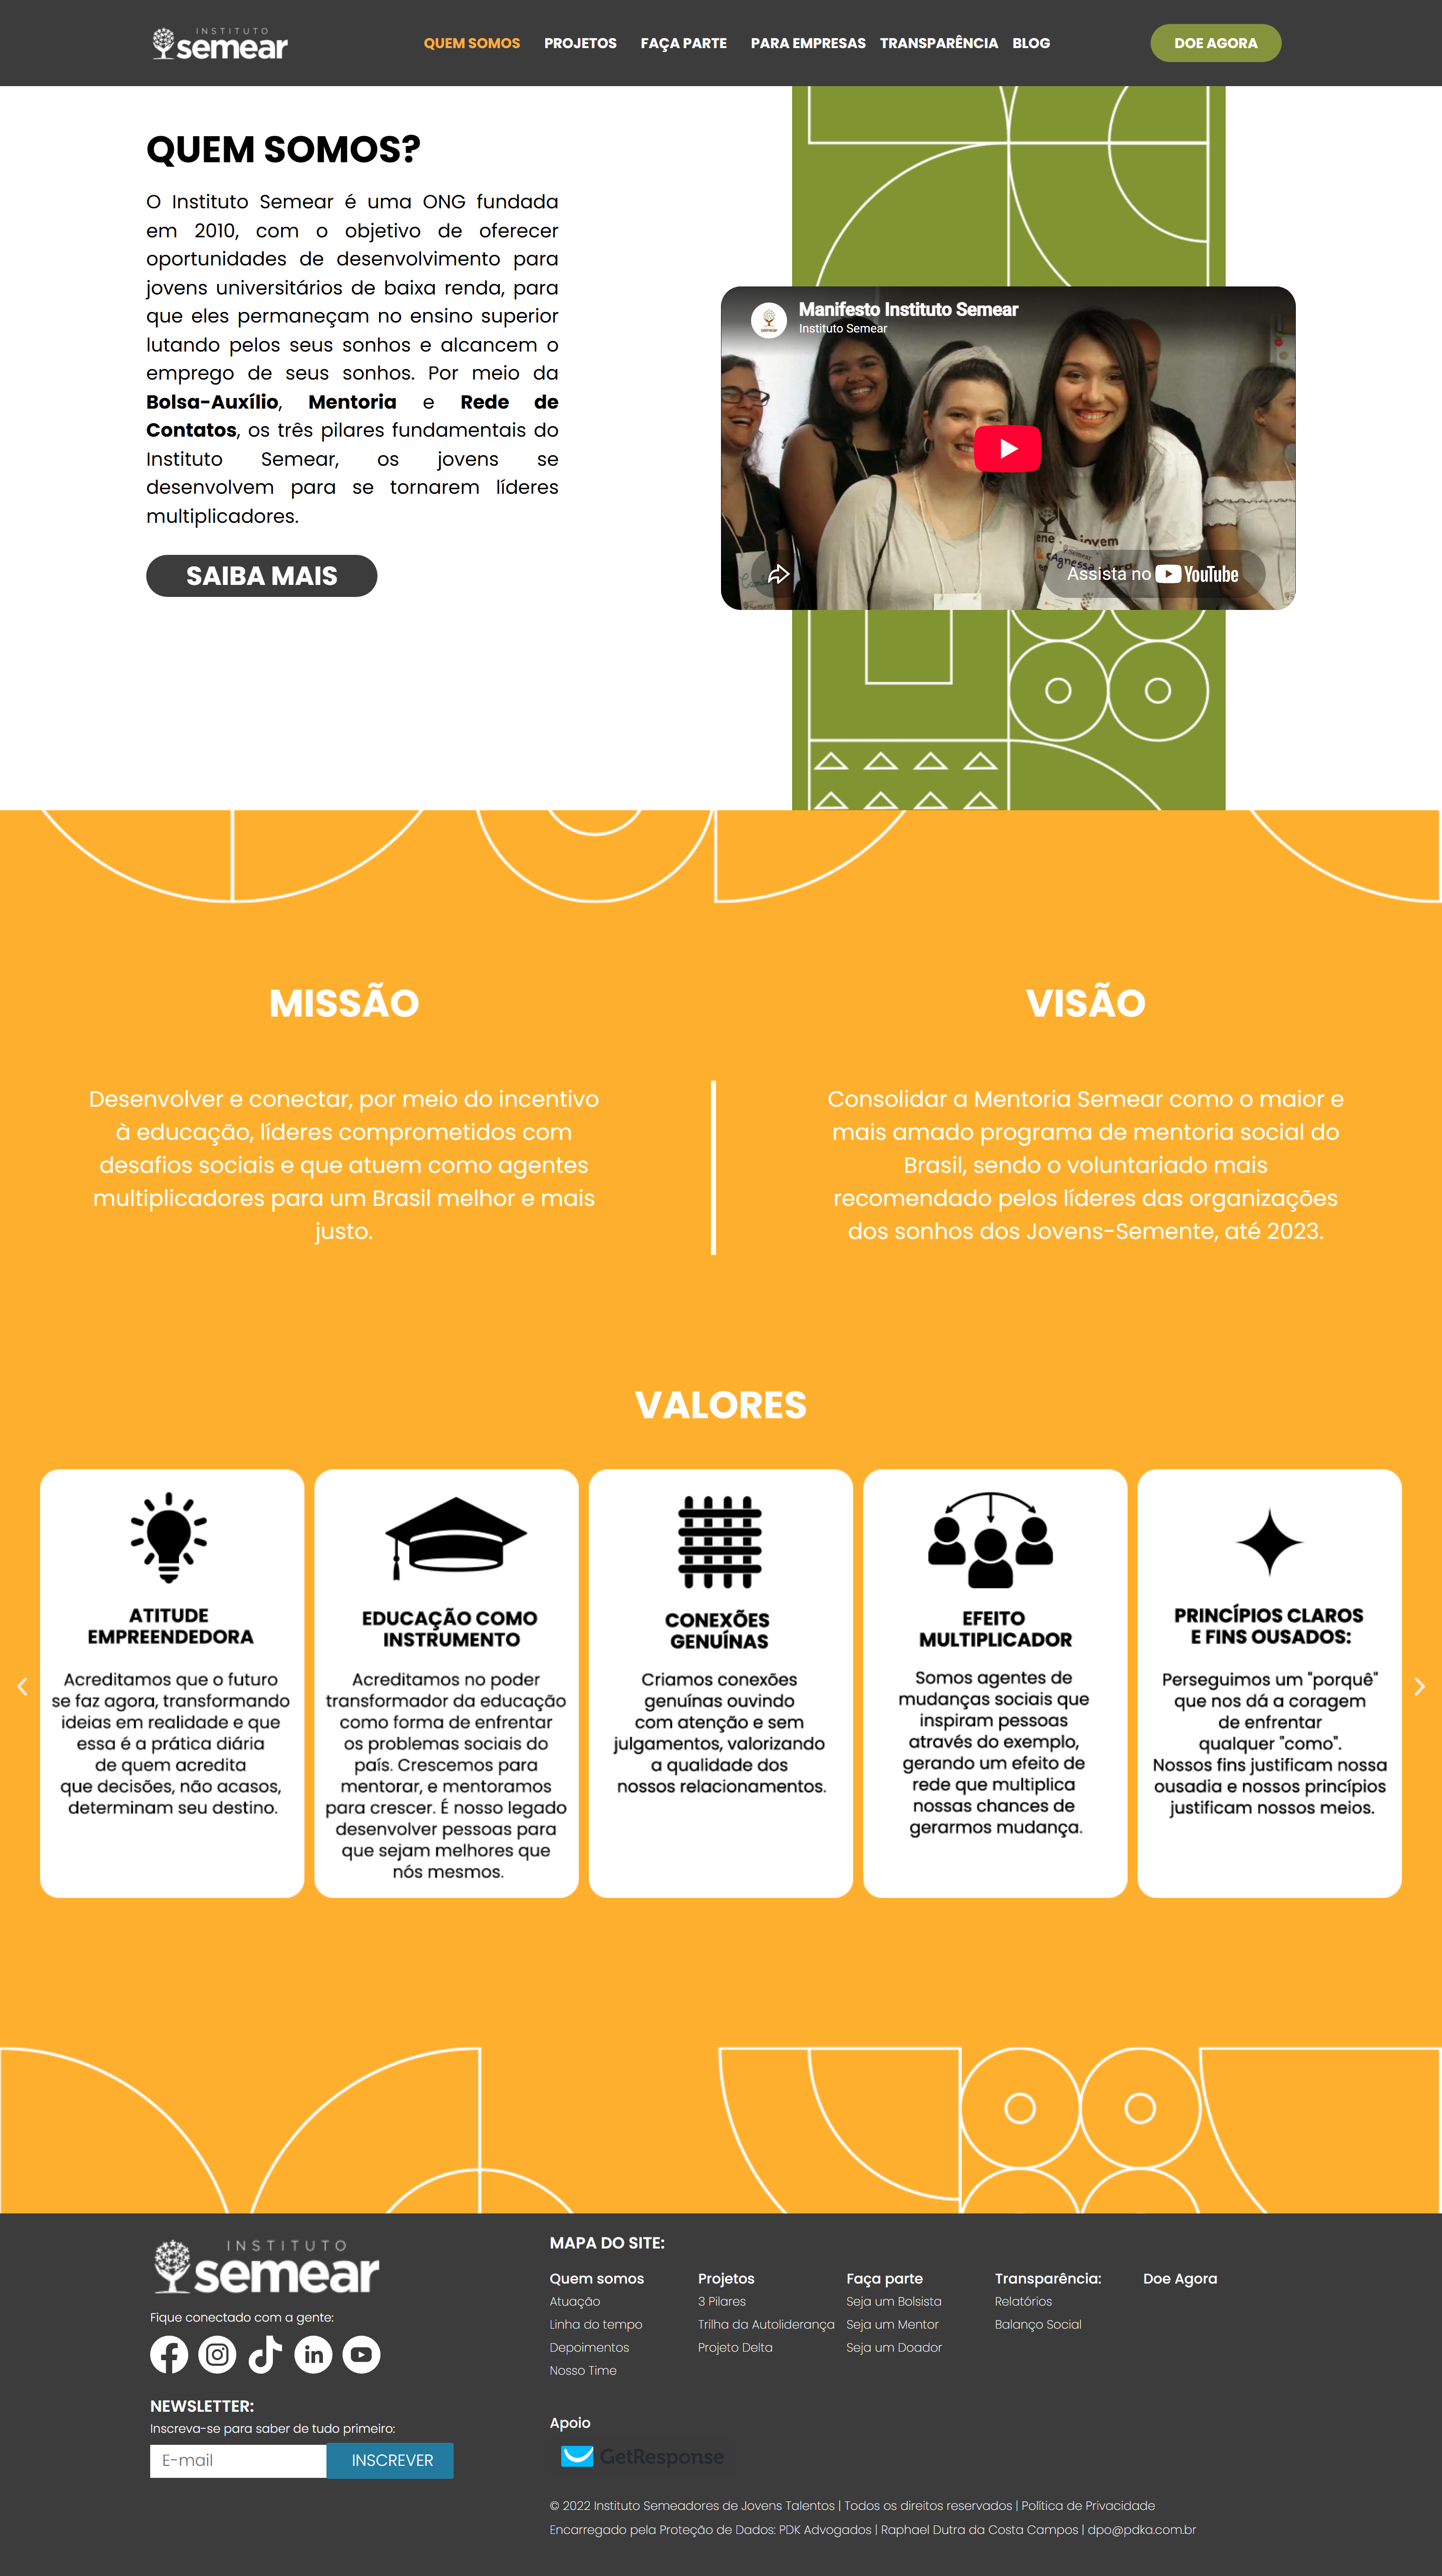 INSTITUTO
semear
QUEM SOMOS PROJETOS FAÇA PARTE PARA EMPRESAS TRANSPARÊNCIA BLOG
DOE AGORA
QUEM SOMOS?
O Instituto Semear é uma ONG fundada
em 2010, com o objetivo de oferecer
oportunidades de desenvolvimento para
jovens universitários de baixa renda, para
que eles permaneçam no ensino superior
lutando pelos seus sonhos e alcancem o
emprego de seus sonhos. Por meio da
Bolsa-Auxílio, Mentoria e Rede de
Contatos, os três pilares fundamentais do
Instituto Semear, os jovens se
desenvolvem para se tornarem líderes
multiplicadores.
SAIBA MAIS
Manifesto Instituto Semear
Instituto Semear
semear
Assista no YouTube
MISSÃO
Desenvolver e conectar, por meio do incentivo
à educação, líderes comprometidos com
desafios sociais e que atuem como agentes
multiplicadores para um Brasil melhor e mais
justo.
VISÃO
Consolidar a Mentoria Semear como o maior e
mais amado programa de mentoria social do
Brasil, sendo o voluntariado mais
recomendado pelos líderes das organizações
dos sonhos dos Jovens-Semente, até 2023.
VALORES
ATITUDE
EMPREENDEDORA
Acreditamos que o futuro
se faz agora, transformando
ideias em realidade e que
essa é a prática diária
de quem acredita
que decisões, não acasos,
determinam seu destino.
EDUCAÇÃO COMO
INSTRUMENTO
Acreditamos no poder
transformador da educação
como forma de enfrentar
os problemas sociais do
país. Crescemos para
mentorar, e mentoramos
para crescer. É nosso legado
desenvolver pessoas para
que sejam melhores que
nós mesmos.
CONEXÕES
GENUÍNAS
Criamos conexões
genuínas ouvindo
com atenção e sem
julgamentos, valorizando
a qualidade dos
nossos relacionamentos.
EFEITO
MULTIPLICADOR
Somos agentes de
mudanças sociais que
inspiram pessoas
através do exemplo,
gerando um efeito de
rede que multiplica
nossas chances de
gerarmos mudança.
PRINCÍPIOS CLAROS
E FINS OUSADOS:
Perseguimos um "porquê"
que nos dá a coragem
de enfrentar
qualquer "como".
Nossos fins justificam nossa
ousadia e nossos princípios
justificam nossos meios.
INSTITUTO
semear
Fique conectado com a gente:
NEWSLETTER:
Inscreva-se para saber de tudo primeiro:
E-mail INSCREVER
MAPA DO SITE:
Quem somos
Atuação
Linha do tempo
Depoimentos
Nosso Time
Projetos
3 Pilares
Trilha da Autoliderança
Projeto Delta
Faça parte
Seja um Bolsista
Seja um Mentor
Seja um Doador
Transparência:
Relatórios
Balanço Social
Doe Agora
Apoio
GetResponse
© 2022 Instituto Semeadores de Jovens Talentos | Todos os direitos reservados | Política de Privacidade
Encarregado pela Proteção de Dados: PDK Advogados | Raphael Dutra da Costa Campos | dpo@pdka.com.br